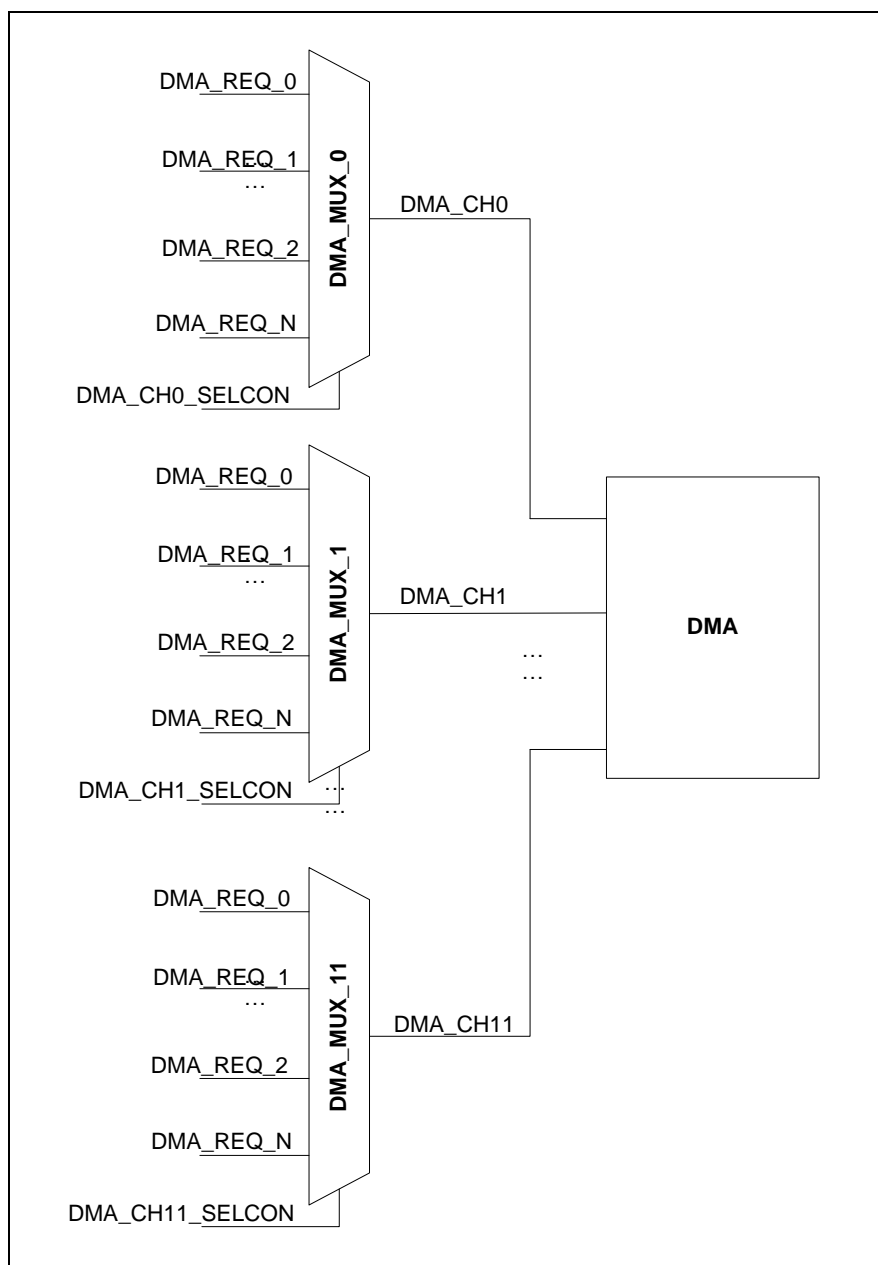 DMA_REQ_0
DMA_REQ_1
...
...
DMA_REQ_2
DMA_REQ_N
DMA_CH0_SELCON
DMA_MUX_0
DMA_CH0
DMA_REQ_0
DMA_REQ_1
...
...
DMA_REQ_2
DMA_REQ_N
DMA_CH1_SELCON
DMA_MUX_1
DMA_CH1
...
...
DMA
...
...
DMA_REQ_0
DMA_REQ_1
...
...
DMA_REQ_2
DMA_REQ_N
DMA_CH11_SELCON
DMA_MUX_11
DMA_CH11